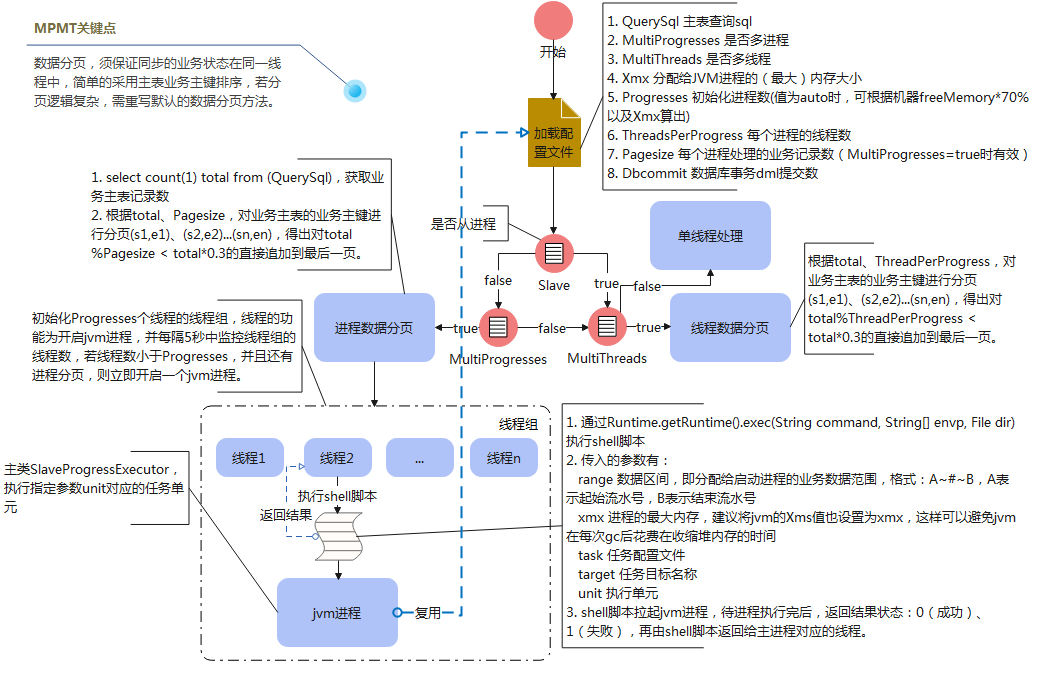 MPMT关键点
数据分页，须保证同步的业务状态在同一线
程中，简单的采用主表业务主键排序，若分
页逻辑复杂，需重写默认的数据分页方法。
开始
加载配
置文件
1. QuerySql 主表查询sql
2. MultiProgresses 是否多进程
3. MultiThreads 是否多线程
4. Xmx 分配给JVM进程的（最大）内存大小
5. Progresses 初始化进程数(值为auto时，可根据机器freeMemory*70%
以及Xmx算出)
6. ThreadsPerProgress 每个进程的线程数
7. Pagesize 每个进程处理的业务记录数（MultiProgresses=true时有效）
8. Dbcommit 数据库事务dml提交数
1. select count(1) total from (QuerySql)，获取业
务主表记录数
2. 根据total、Pagesize，对业务主表的业务主键进
行分页(s1,e1)、(s2,e2)...(sn,en)，得出对total
%Pagesize < total*0.3的直接追加到最后一页。
是否从进程
Slave
false
true
单线程处理
false
根据total、ThreadPerProgress，对
业务主表的业务主键进行分页
(s1,e1)、(s2,e2)...(sn,en)，得出对
total%ThreadPerProgress <
total*0.3的直接追加到最后一页。
初始化Progresses个线程的线程组，线程的功
能为开启jvm进程，并每隔5秒中监控线程组的
线程数，若线程数小于Progresses，并且还有
进程分页，则立即开启一个jvm进程。
进程数据分页
true
MultiProgresses
false
MultiThreads
true
线程数据分页
线程组
线程1
线程2
...
线程n
执行shell脚本
返回结果
主类SlaveProgressExecutor，
执行指定参数unit对应的任务单
元
jvm进程
复用
1. 通过Runtime.getRuntime().exec(String command, String[] envp, File dir)
执行shell脚本
2. 传入的参数有：
range 数据区间，即分配给启动进程的业务数据范围，格式：A~#~B，A表
示起始流水号，B表示结束流水号
xmx 进程的最大内存，建议将jvm的Xms值也设置为xmx，这样可以避免jvm
在每次gc后花费在收缩堆内存的时间
task 任务配置文件
target 任务目标名称
unit 执行单元
3. shell脚本拉起jvm进程，待进程执行完后，返回结果状态：0（成功）、
1（失败），再由shell脚本返回给主进程对应的线程。